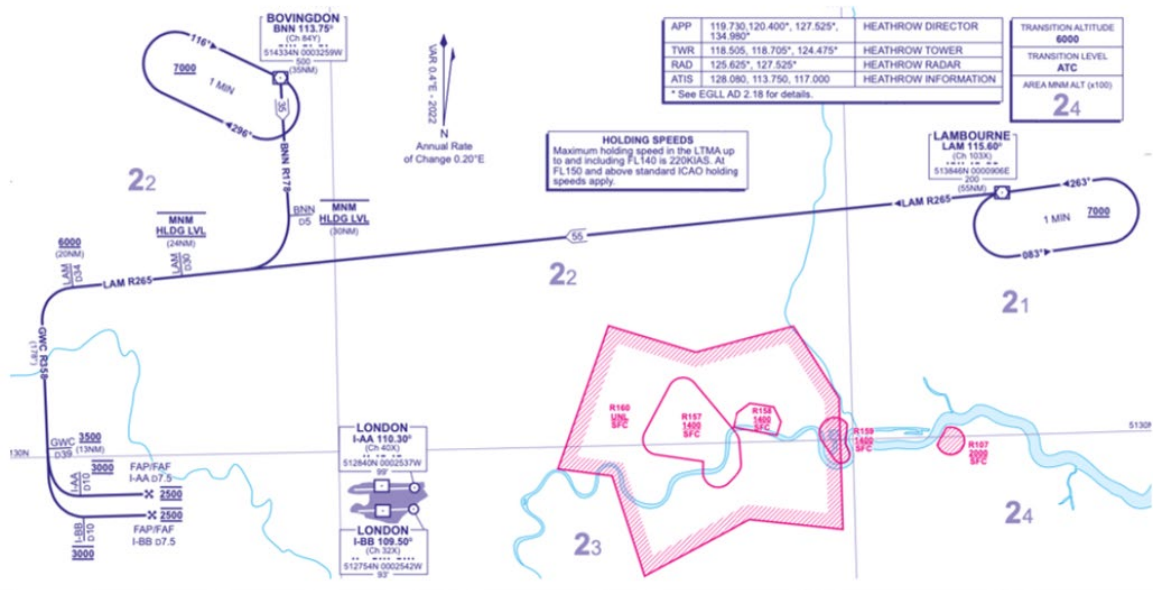 BOVINGDON
BNN 113.75°
(Ch 84Y)
514334N 0003259W
500
(35NM)
116°
7000
1 MIN
296°
35
BNN R178
VAR 0.4°E - 2022
N
Annual Rate
of Change 0.20°E
APP 119.730,120.400*, 127.525*, 134.980* HEATHROW DIRECTOR
TWR 118.505, 118.705*, 124.475* HEATHROW TOWER
RAD 125.625*, 127.525* HEATHROW RADAR
ATIS 128.080, 113.750, 117.000 HEATHROW INFORMATION
* See EGLL AD 2.18 for details.
TRANSITION ALTITUDE
6000
TRANSITION LEVEL
ATC
AREA MNM ALT (x100)
24
HOLDING SPEEDS
Maximum holding speed in the LTMA up
to and including FL140 is 220KIAS. At
FL150 and above standard ICAO holding
speeds apply.
LAMBOURNE
LAM 115.60°
(Ch 103X)
513846N 0000906E
200
(55NM)
263°
1 MIN
7000
083°
LAM R265
55
22
BNN
D5
MNM
HLDG LVL
(30NM)
MNM
HLDG LVL
(24NM)
LAM
D30
6000
(20NM)
LAM
D34
LAM R265
22
21
GWC R358
(178°)
GWC
D39
3500
(13NM)
130N
5130N
3000
I-AA
D10
FAP/FAF
I-AA D7.5
2500
2500
FAP/FAF
I-BB D7.5
I-BB
D10
3000
LONDON
I-AA 110.30°
(Ch 40X)
512840N 0002537W
99'
LONDON
I-BB 109.50°
(Ch 32X)
512754N 0002542W
93'
R160
UNL
SFC
R157
1400
SFC
R158
1400
SFC
R159
1400
SFC
R107
2000
SFC
23
24